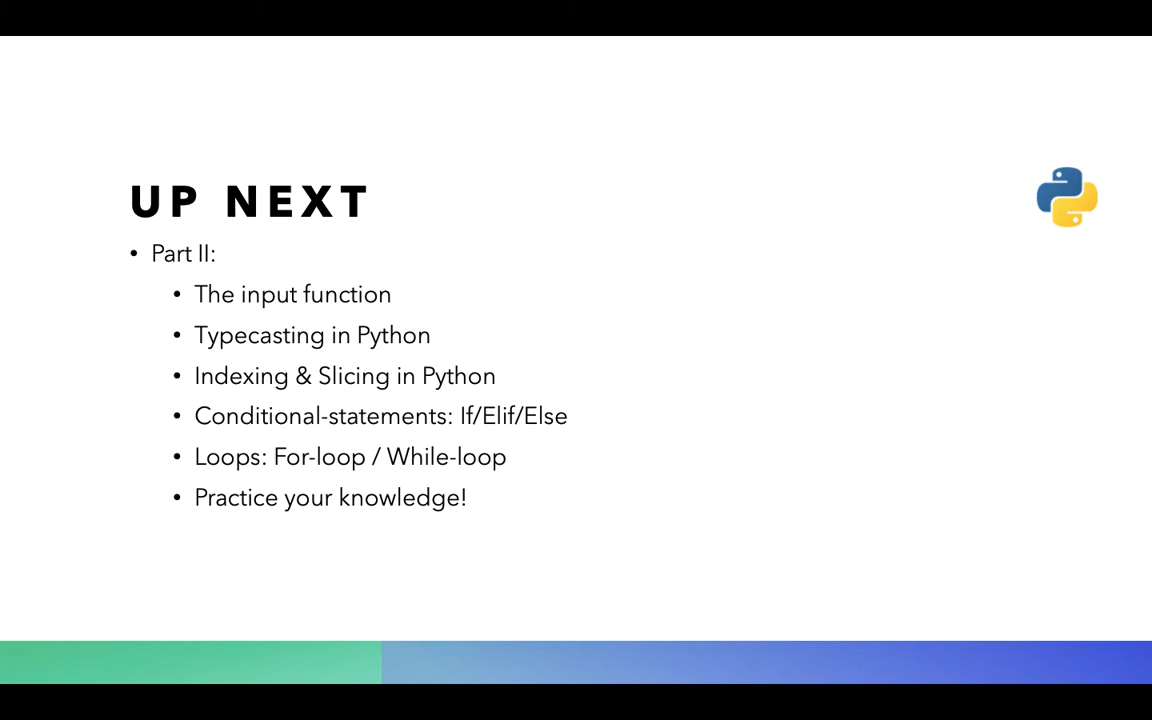 UP NEXT
• Part II:
• The input function
• Typecasting in Python
• Indexing & Slicing in Python
• Conditional-statements: If/Elif/Else
• Loops: For-loop / While-loop
• Practice your knowledge!